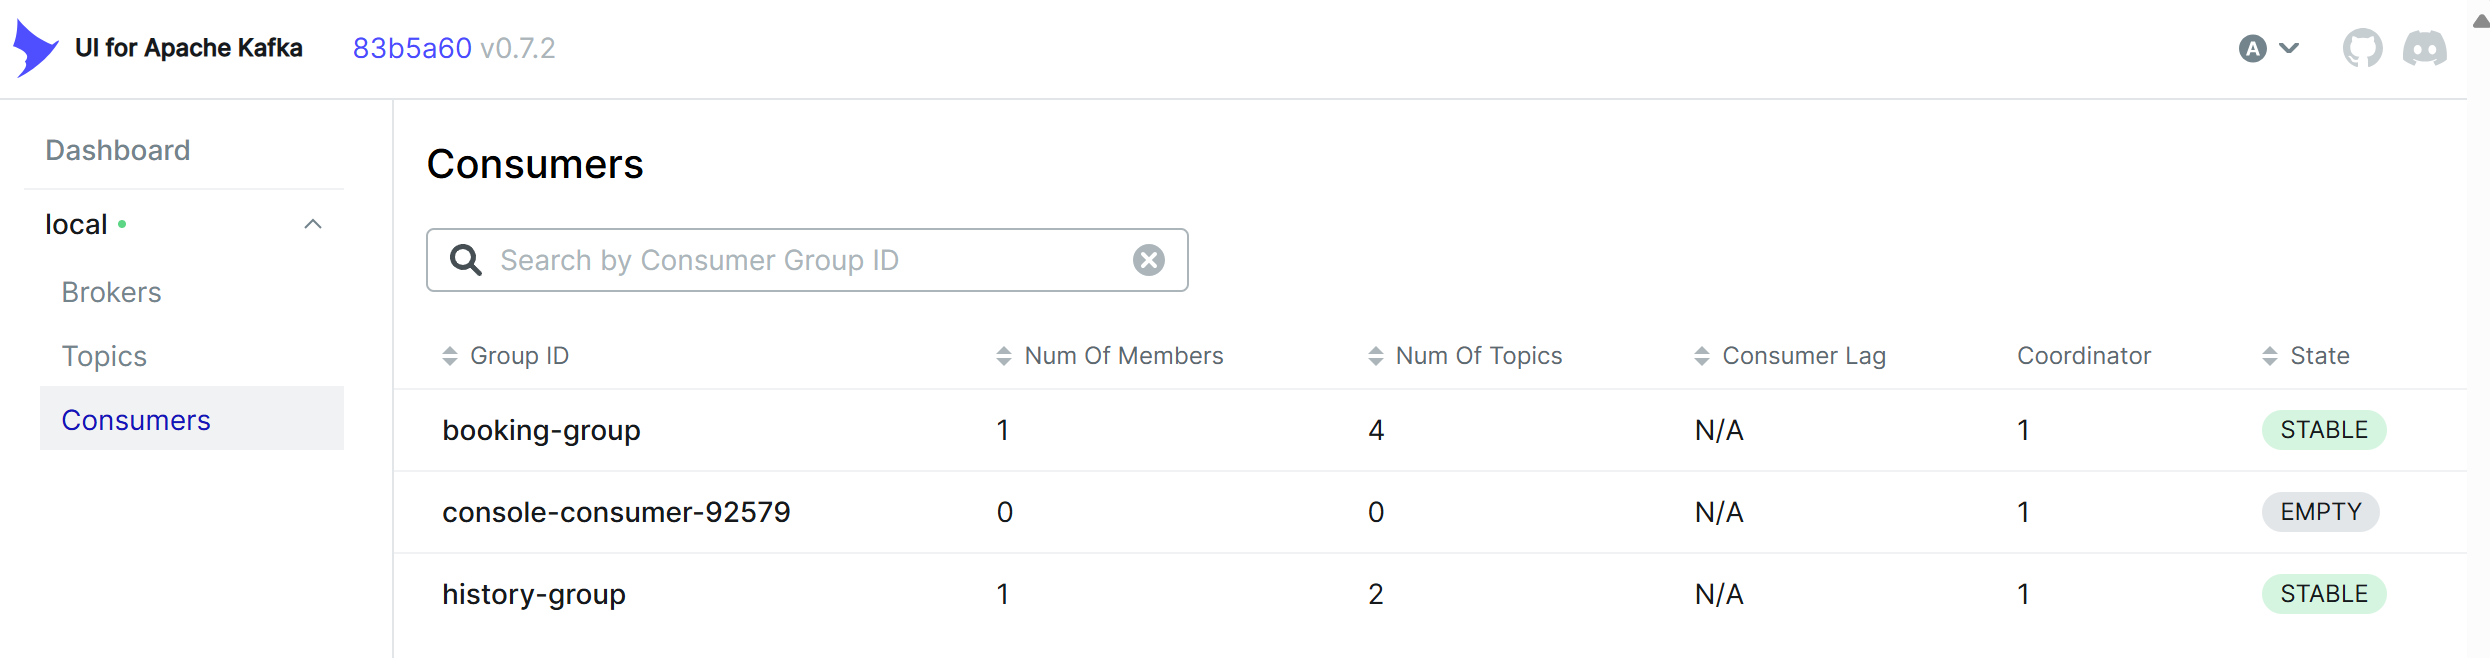 UI for Apache Kafka 83b5a60 v0.7.2 A
Dashboard
local
Brokers
Topics
Consumers
Consumers
Search by Consumer Group ID
Group ID Num Of Members Num Of Topics Consumer Lag Coordinator State
booking-group 1 4 N/A 1 STABLE
console-consumer-92579 0 0 N/A 1 EMPTY
history-group 1 2 N/A 1 STABLE